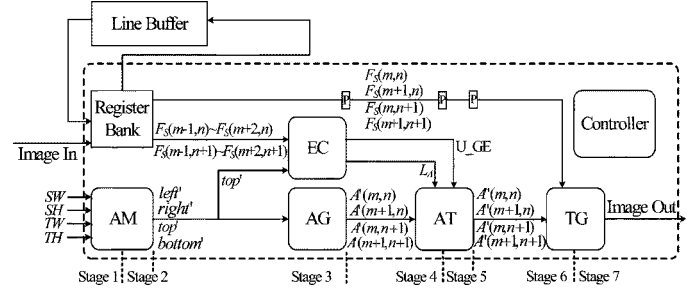 Line Buffer
Register
Bank
Image In
F_S(m,n)
F_S(m+1,n)
F_S(m,n+1)
F_S(m+1,n+1)
P
P
P
Controller
F_S(m-1,n)~F_S(m+2,n)
F_S(m-1,n+1)~F_S(m+2,n+1)
EC
U_GE
L_A
top'
SW
SH
TW
TH
AM
left'
right'
top'
bottom'
AG
A'(m,n)
A'(m+1,n)
A'(m,n+1)
A'(m+1,n+1)
AT
A''(m,n)
A''(m+1,n)
A''(m,n+1)
A''(m+1,n+1)
TG
Image Out
Stage 1
Stage 2
Stage 3
Stage 4
Stage 5
Stage 6
Stage 7